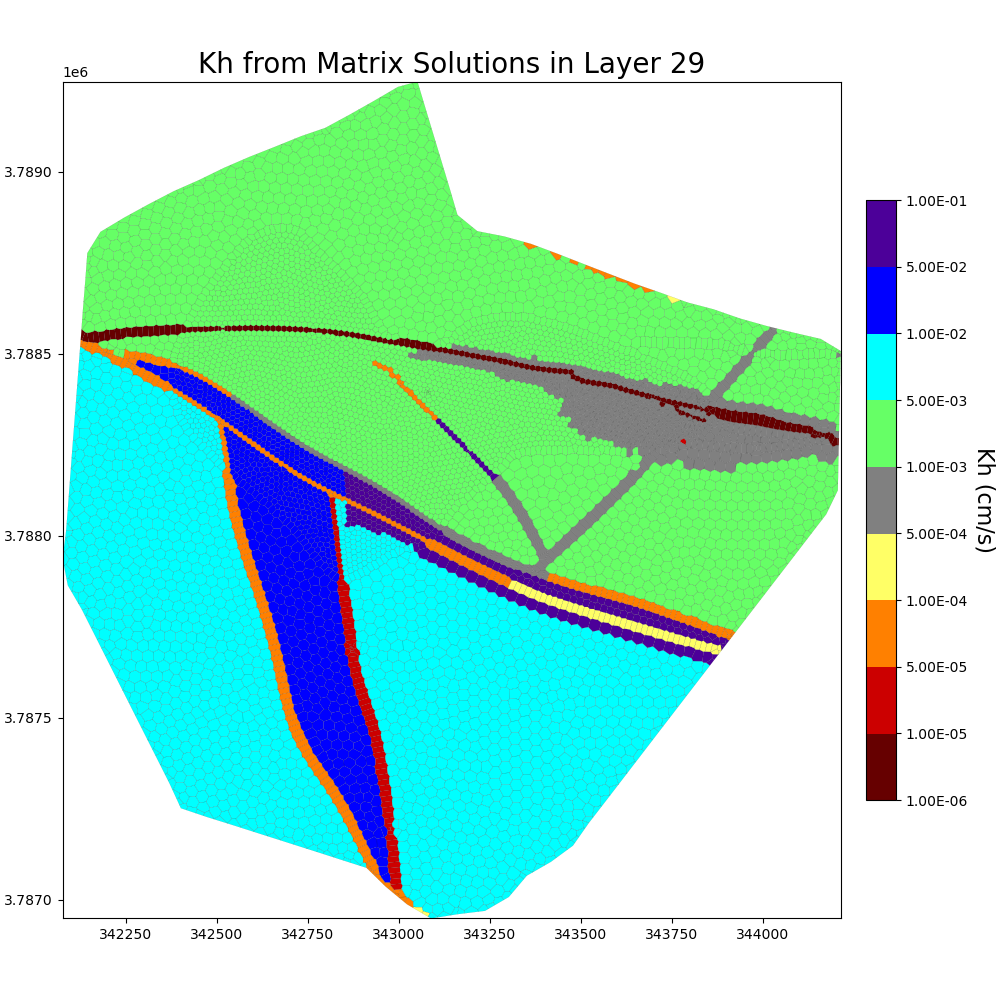 Kh from Matrix Solutions in Layer 29
1e6
3.7890
3.7885
3.7880
3.7875
3.7870
342250 342500 342750 343000 343250 343500 343750 344000
1.00E-01
5.00E-02
1.00E-02
5.00E-03
1.00E-03
5.00E-04
1.00E-04
5.00E-05
1.00E-05
1.00E-06
Kh (cm/s)